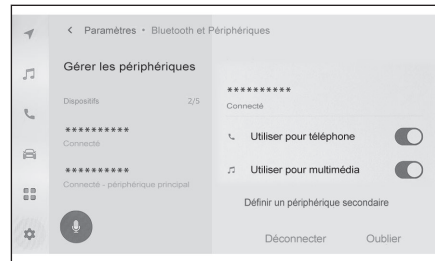 < Paramètres • Bluetooth et Périphériques
Gérer les périphériques
Dispositifs 2/5
**********
Connecté
**********
Connecté - périphérique principal
**********
Connecté
Utiliser pour téléphone
Utiliser pour multimédia
Définir un périphérique secondaire
Déconnecter Oublier